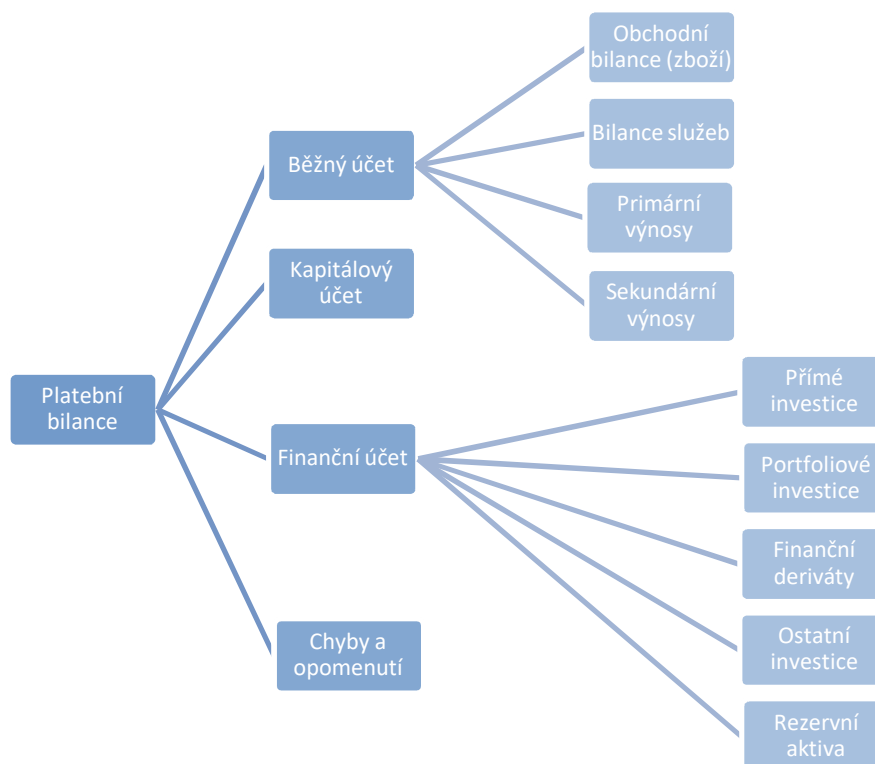 Platební
bilance
Běžný účet
Obchodní
bilance (zboží)
Bilance služeb
Primární
výnosy
Sekundární
výnosy
Kapitálový
účet
Finanční účet
Přímé
investice
Portfoliové
investice
Finanční
deriváty
Ostatní
investice
Rezervní
aktiva
Chyby a
opomenutí